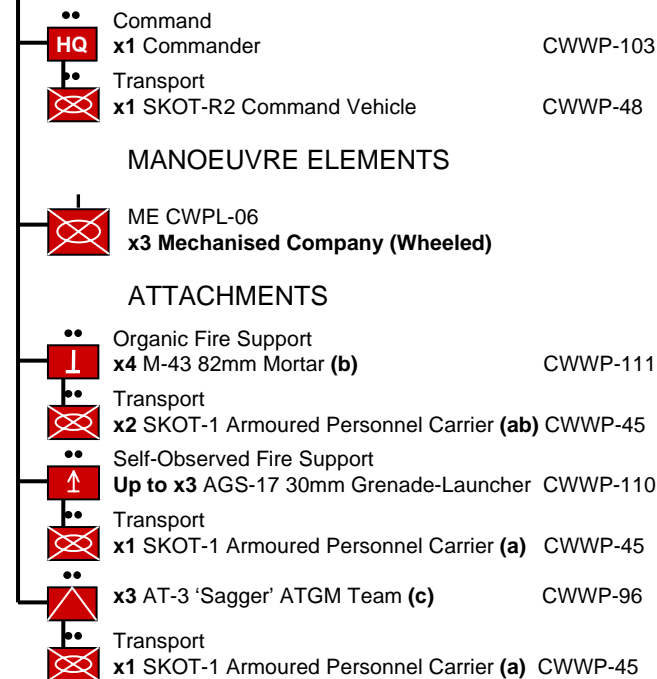 Command
HQ x1 Commander CWWP-103
Transport
x1 SKOT-R2 Command Vehicle CWWP-48
MANOEUVRE ELEMENTS
ME CWPL-06
x3 Mechanised Company (Wheeled)
ATTACHMENTS
Organic Fire Support
x4 M-43 82mm Mortar (b) CWWP-111
Transport
x2 SKOT-1 Armoured Personnel Carrier (ab) CWWP-45
Self-Observed Fire Support
Up to x3 AGS-17 30mm Grenade-Launcher CWWP-110
Transport
x1 SKOT-1 Armoured Personnel Carrier (a) CWWP-45
x3 AT-3 ‘Sagger’ ATGM Team (c) CWWP-96
Transport
x1 SKOT-1 Armoured Personnel Carrier (a) CWWP-45